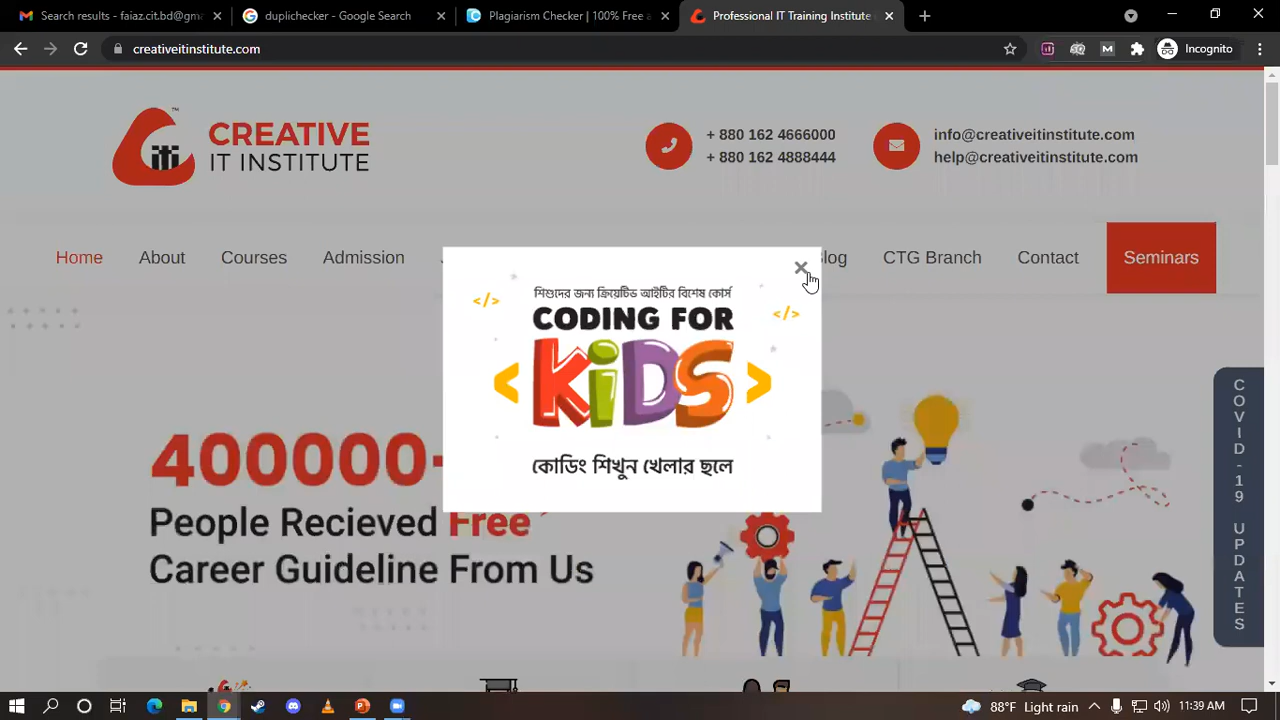 Search results - faiaz.cit.bd@gma
duplichecker - Google Search
Plagiarism Checker | 100% Free a
Professional IT Training Institute
creativeitinstitute.com
Incognito
CREATIVE
IT INSTITUTE
™
+ 880 162 4666000
+ 880 162 4888444
info@creativeitinstitute.com
help@creativeitinstitute.com
Home About Courses Admission CTG Branch Contact Seminars
শিশুদের জন্য ক্রিয়েটিভ আইটির বিশেষ কোর্স
</>
CODING FOR
</>
< KiDS >
কোডিং শিখুন খেলার ছলে
400000
People Recieved Free
Career Guideline From Us
COVID-19 UPDATES
88°F Light rain
11:39 AM